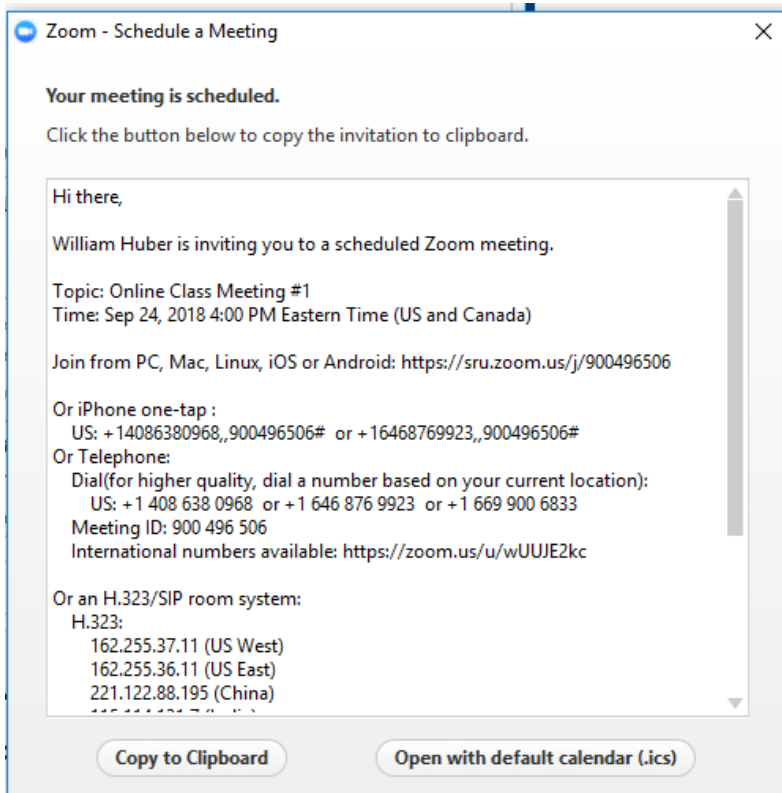 Zoom - Schedule a Meeting
Your meeting is scheduled.
Click the button below to copy the invitation to clipboard.
Hi there,
William Huber is inviting you to a scheduled Zoom meeting.
Topic: Online Class Meeting #1
Time: Sep 24, 2018 4:00 PM Eastern Time (US and Canada)
Join from PC, Mac, Linux, iOS or Android: https://sru.zoom.us/j/900496506
Or iPhone one-tap :
US: +14086380968,,900496506# or +16468769923,,900496506#
Or Telephone:
Dial(for higher quality, dial a number based on your current location):
US: +1 408 638 0968 or +1 646 876 9923 or +1 669 900 6833
Meeting ID: 900 496 506
International numbers available: https://zoom.us/u/wUUJE2kc
Or an H.323/SIP room system:
H.323:
162.255.37.11 (US West)
162.255.36.11 (US East)
221.122.88.195 (China)
Copy to Clipboard
Open with default calendar (.ics)